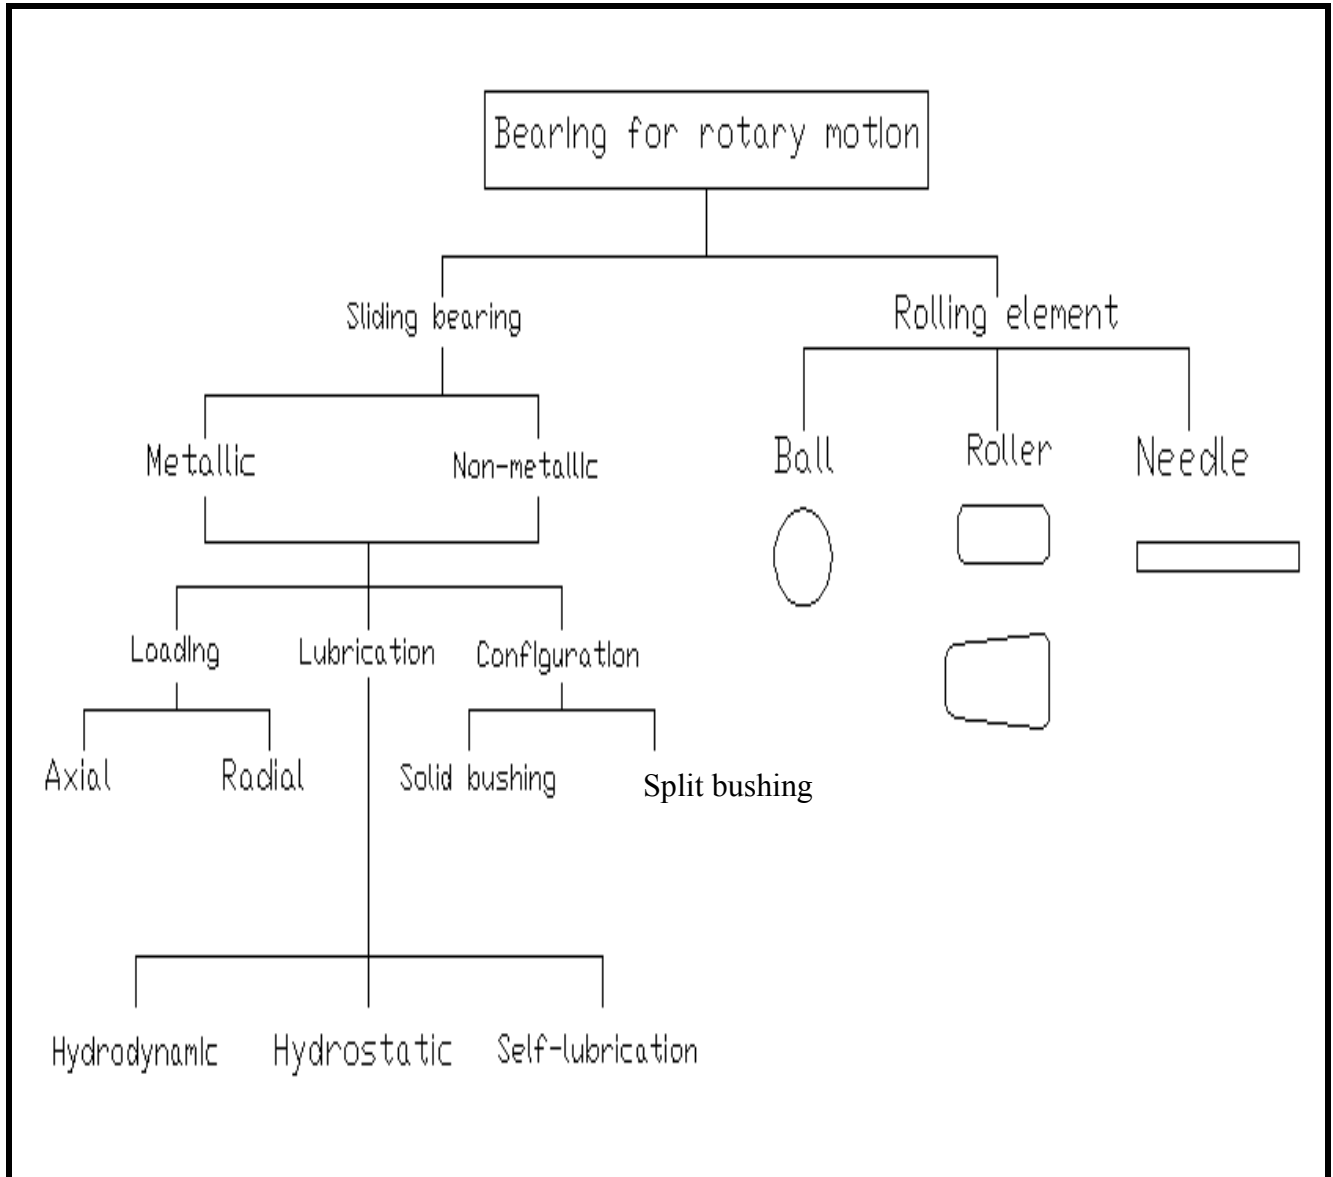 Bearing for rotary motion
Sliding bearing
Rolling element
Metallic
Non-metallic
Ball
Roller
Needle
Loading
Lubrication
Configuration
Axial
Radial
Solid bushing
Split bushing
Hydrodynamic
Hydrostatic
Self-lubrication